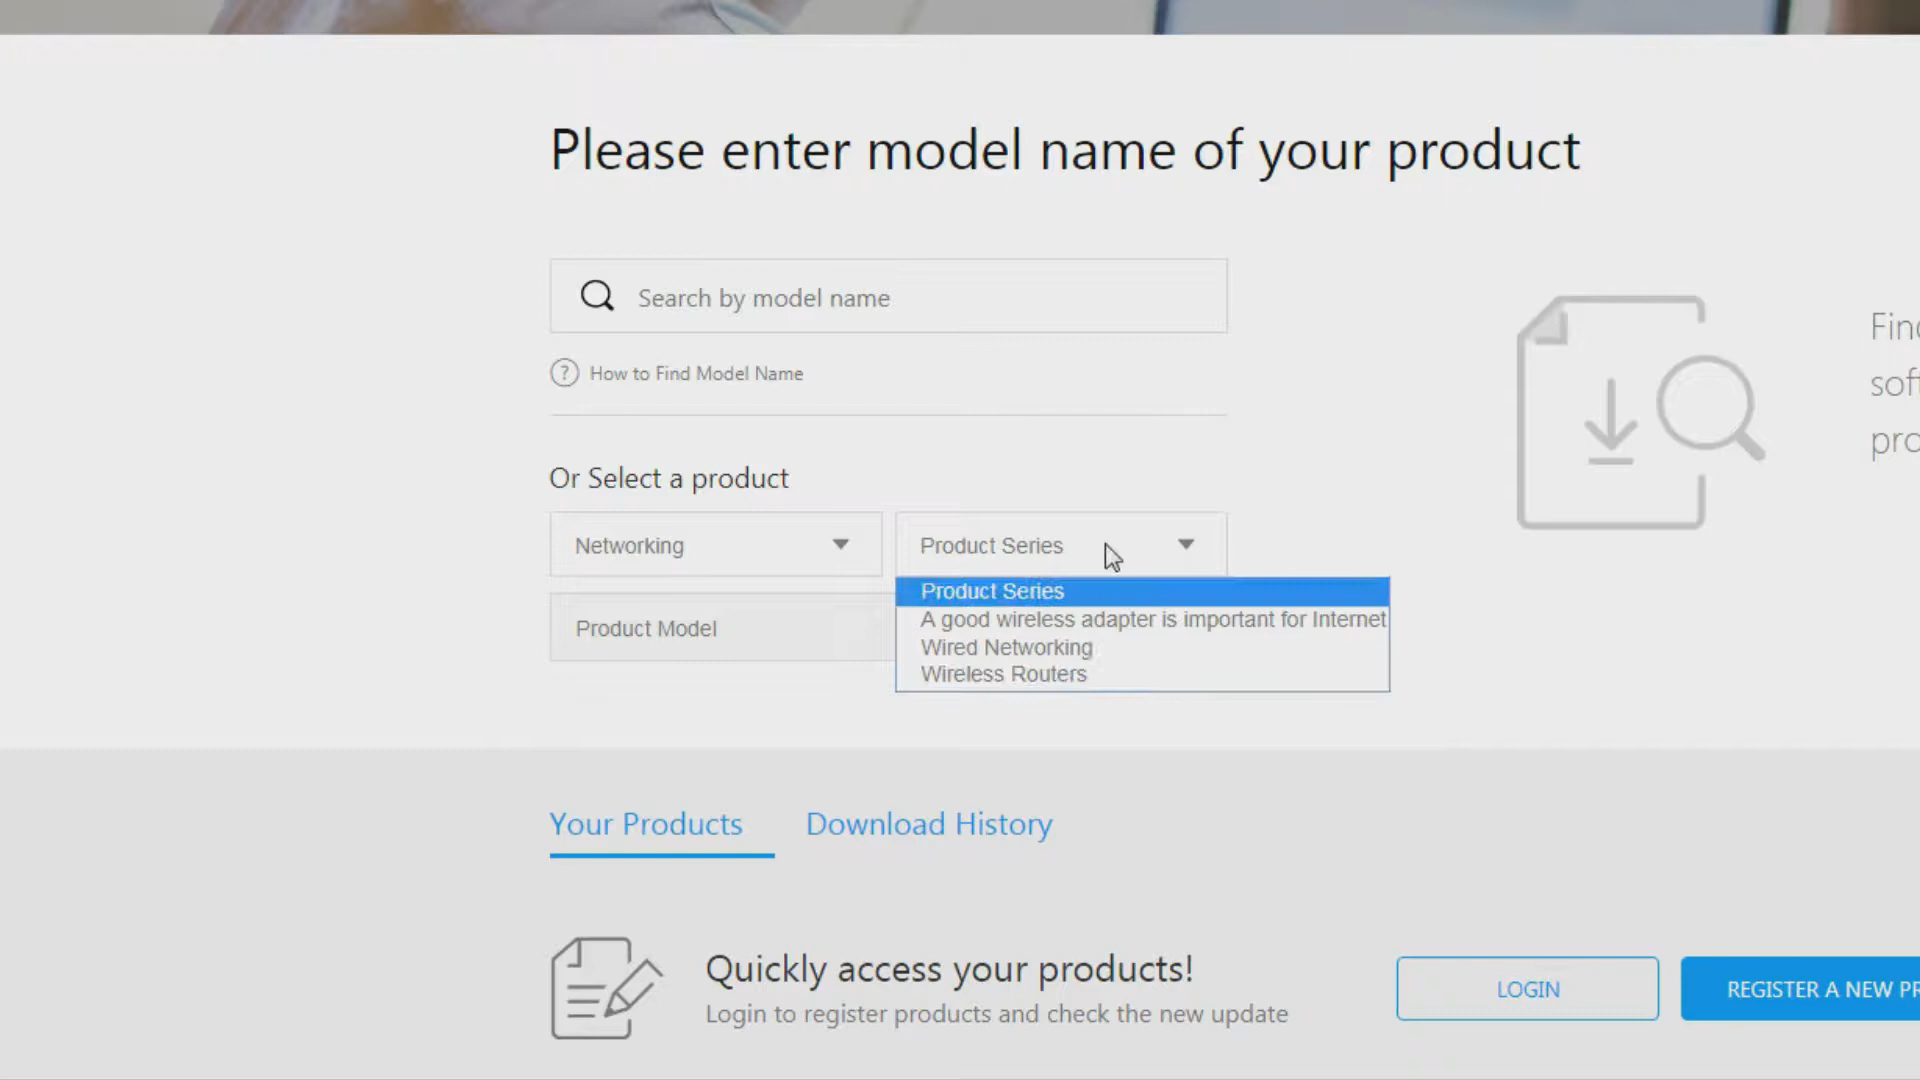 Please enter model name of your product
Search by model name
? How to Find Model Name
Or Select a product
Networking
Product Series
Product Series
A good wireless adapter is important for Internet
Wired Networking
Wireless Routers
Product Model
Your Products
Download History
Quickly access your products!
Login to register products and check the new update
LOGIN
REGISTER A NEW PR
Find
soft
pro